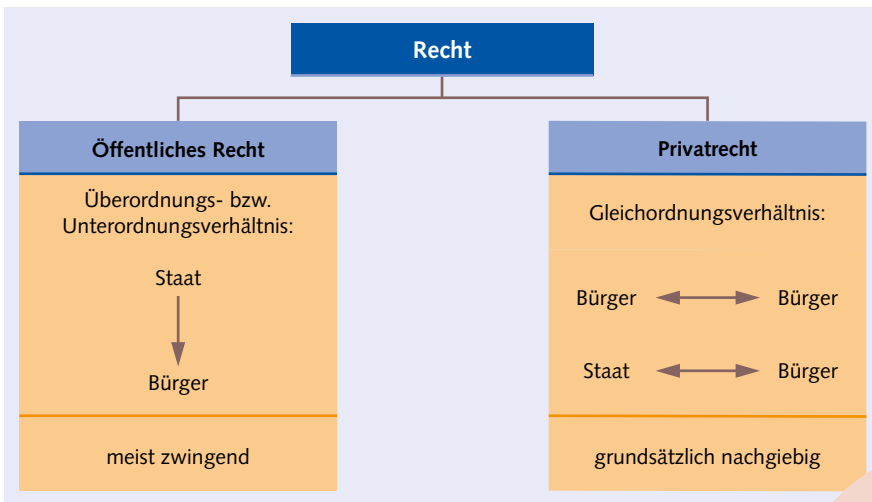 Recht
Öffentliches Recht
Überordnungs- bzw.
Unterordnungsverhältnis:
Staat
Bürger
meist zwingend
Privatrecht
Gleichordnungsverhältnis:
Bürger Bürger
Staat Bürger
grundsätzlich nachgiebig